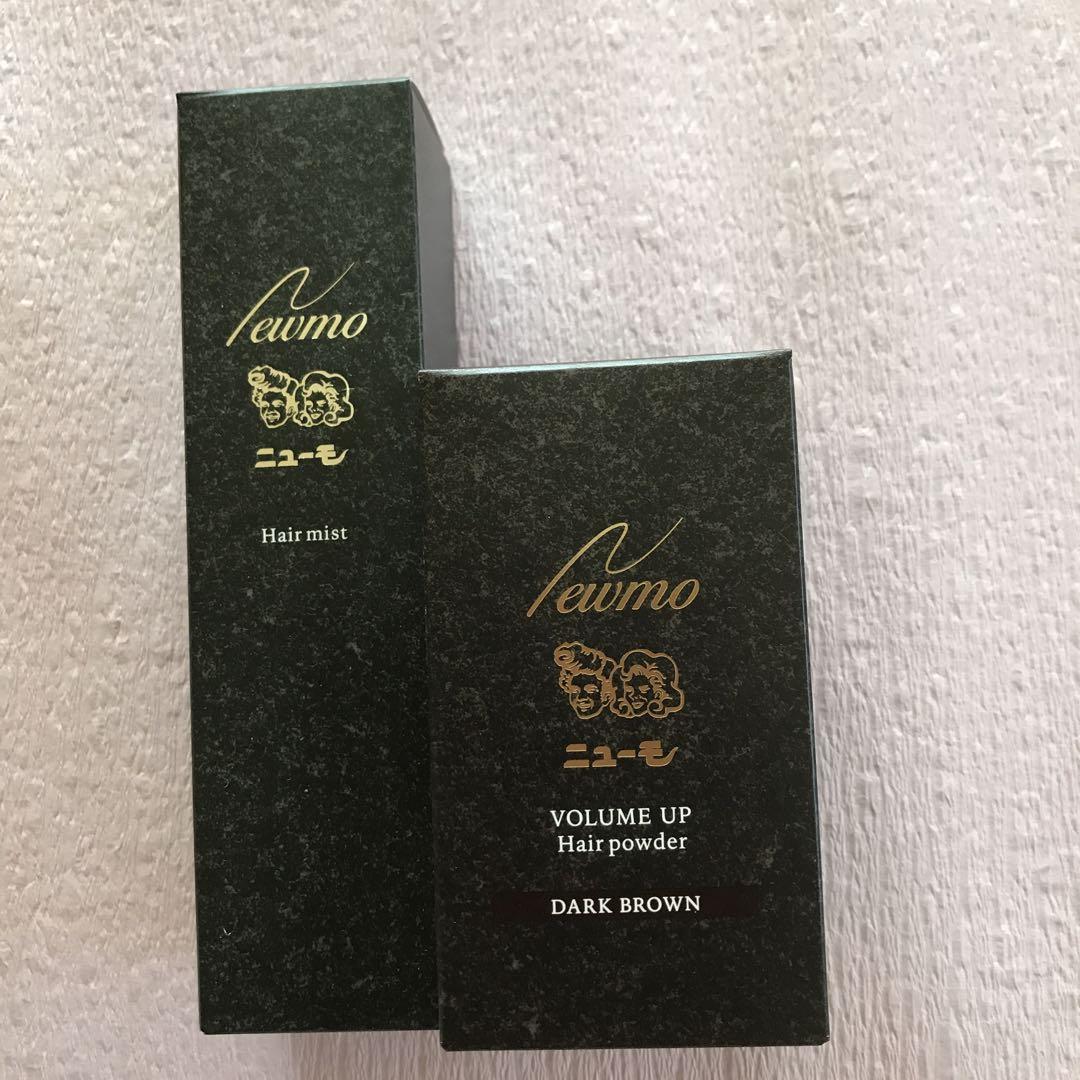 Newmo
ニューモ
Hair mist
Newmo
ニューモ
VOLUME UP
Hair powder
DARK BROWN